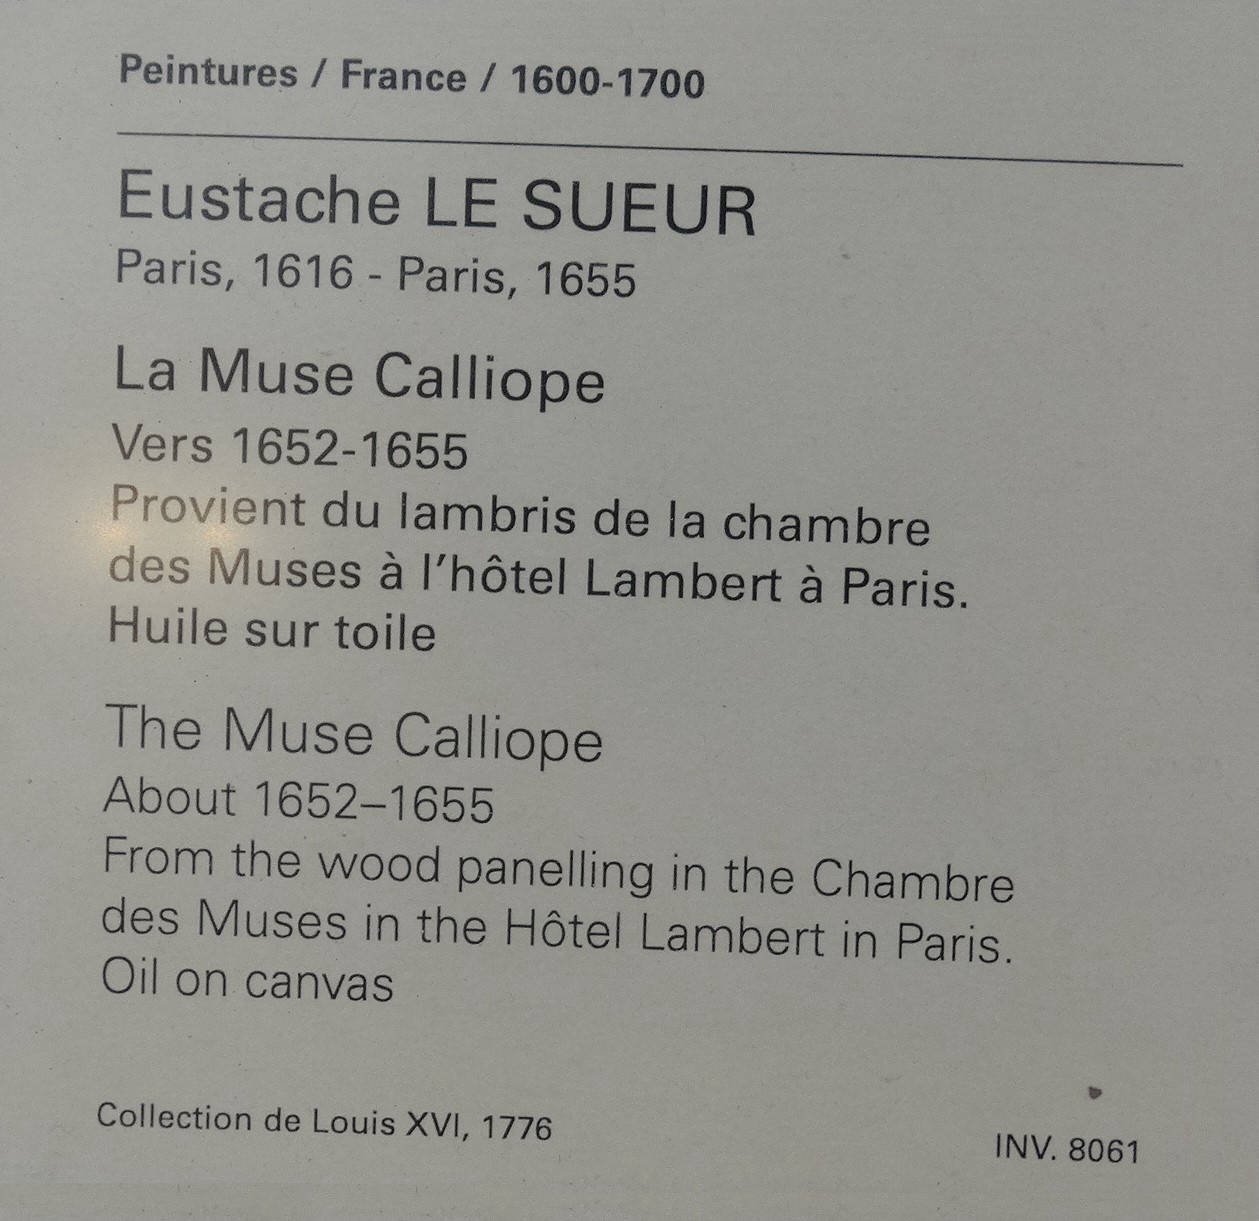 Peintures / France / 1600-1700
Eustache LE SUEUR
Paris, 1616 - Paris, 1655
La Muse Calliope
Vers 1652-1655
Provient du lambris de la chambre
des Muses à l'hôtel Lambert à Paris.
Huile sur toile
The Muse Calliope
About 1652–1655
From the wood panelling in the Chambre
des Muses in the Hôtel Lambert in Paris.
Oil on canvas
Collection de Louis XVI, 1776
INV. 8061